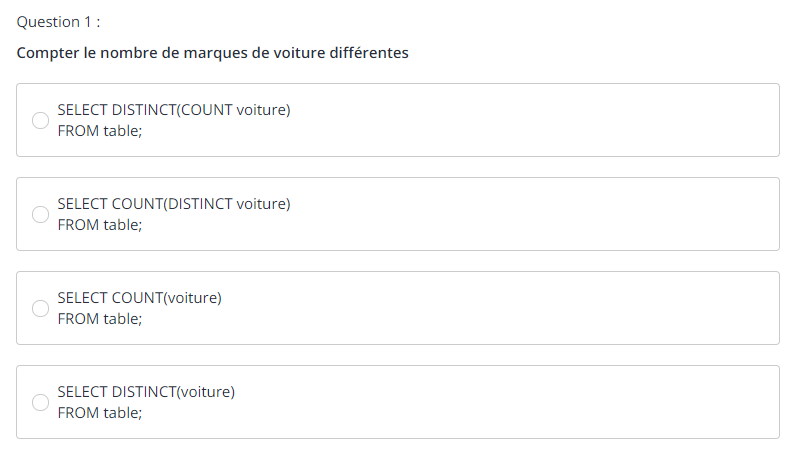 Question 1 :
Compter le nombre de marques de voiture différentes
SELECT DISTINCT(COUNT voiture)
FROM table;
SELECT COUNT(DISTINCT voiture)
FROM table;
SELECT COUNT(voiture)
FROM table;
SELECT DISTINCT(voiture)
FROM table;